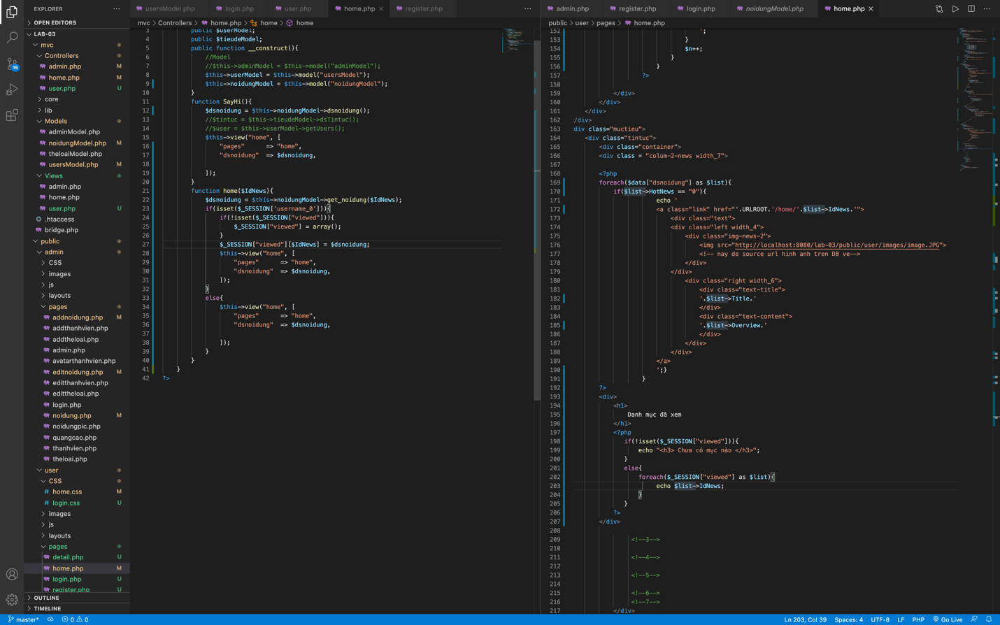 EXPLORER
OPEN EDITORS
LAB-03
mvc
Controllers
admin.php M
home.php M
user.php U
core
lib
Models
adminModel.php
noidungModel.php M
theloaiModel.php
usersModel.php M
Views
admin.php
home.php
user.php U
.htaccess
bridge.php
public
admin
CSS
images
js
layouts
pages
addnoidung.php M
addthanhvien.php
addtheloai.php
admin.php
avatarthanhvien.php
editnoidung.php M
editthanhvien.php
edittheloai.php
login.php
noidung.php M
noidungpic.php
quangcao.php
thanhvien.php
theloai.php
user
CSS
home.css M
login.css U
images
js
layouts
pages
detail.php U
home.php M
login.php U
register.php U
OUTLINE
TIMELINE
15
usersModel.php login.php user.php home.php register.php
mvc > Controllers > home.php > home > home
3 public $userModel;
4 public $tieudeModel;
5 public function __construct(){
6 //Model
7 //$this->adminModel = $this->model("adminModel");
8 $this->userModel = $this->model("usersModel");
9 $this->noidungModel = $this->model("noidungModel");
10 }
11 function SayHi(){
12 $dsnoidung = $this->noidungModel->dsnoidung();
13 //$tintuc = $this->tieudeModel->dsTintuc();
14 //$user = $this->userModel->getUsers();
15 $this->view("home", [
16 "pages" => "home",
17 "dsnoidung" => $dsnoidung,
18
19 ]);
20 }
21 function home($IdNews){
22 $dsnoidung = $this->noidungModel->get_noidung($IdNews);
23 if(isset($_SESSION['username_0'])){
24 if(!isset($_SESSION["viewed"])){
25 $_SESSION["viewed"] = array();
26 }
27 $_SESSION["viewed"][$IdNews] = $dsnoidung;
28 $this->view("home", [
29 "pages" => "home",
30 "dsnoidung" => $dsnoidung,
31 ]);
32 }
33 else{
34 $this->view("home", [
35 "pages" => "home",
36 "dsnoidung" => $dsnoidung,
37
38 ]);
39 }
40 }
41 }
42 ?>
admin.php register.php login.php noidungModel.php home.php
public > user > pages > home.php
152 ';
153 }
154 $n++;
155 }
156 }
157 ?>
158
159 </div>
160 </div>
161 </div>
162 :/div>
163 :div class="muctieu">
164 <div class="tintuc">
165 <div class="container">
166 <div class = "colum-2-news width_7">
167
168 <?php
169 foreach($data["dsnoidung"] as $list){
170 if($list->HotNews == "0"){
171 echo '
172 <a class="link" href="'.URLROOT.'/home/'.$list->IdNews.'">
173 <div class="text">
174 <div class="left width_4">
175 <div class="img-news-2">
176 <img src="http://localhost:8080/lab-03/public/user/images/image.JPG">
177 <!-- nay de source url hinh anh tren DB ve-->
178 </div>
179 </div>
180 <div class="right width_6">
181 <div class="text-title">
182 '.$list->Title.'
183 </div>
184 <div class="text-content">
185 '.$list->Overview.'
186 </div>
187 </div>
188 </div>
189 </a>
190 ';}
191 }
192 ?>
193 <div>
194 <h1>
195 Danh mục đã xem
196 </h1>
197 <?php
198 if(!isset($_SESSION["viewed"])){
199 echo "<h3> Chưa có mục nào </h3>";
200 }
201 else{
202 foreach($_SESSION["viewed"] as $list){
203 echo $list->IdNews;
204 }
205 }
206 ?>
207 </div>
208
209 <!--3-->
210
211 <!--4-->
212
213 <!--5-->
214
215 <!--6-->
216 <!--7-->
217 </div>
master* 0 0 Ln 203, Col 39 Spaces: 4 UTF-8 LF PHP Go Live